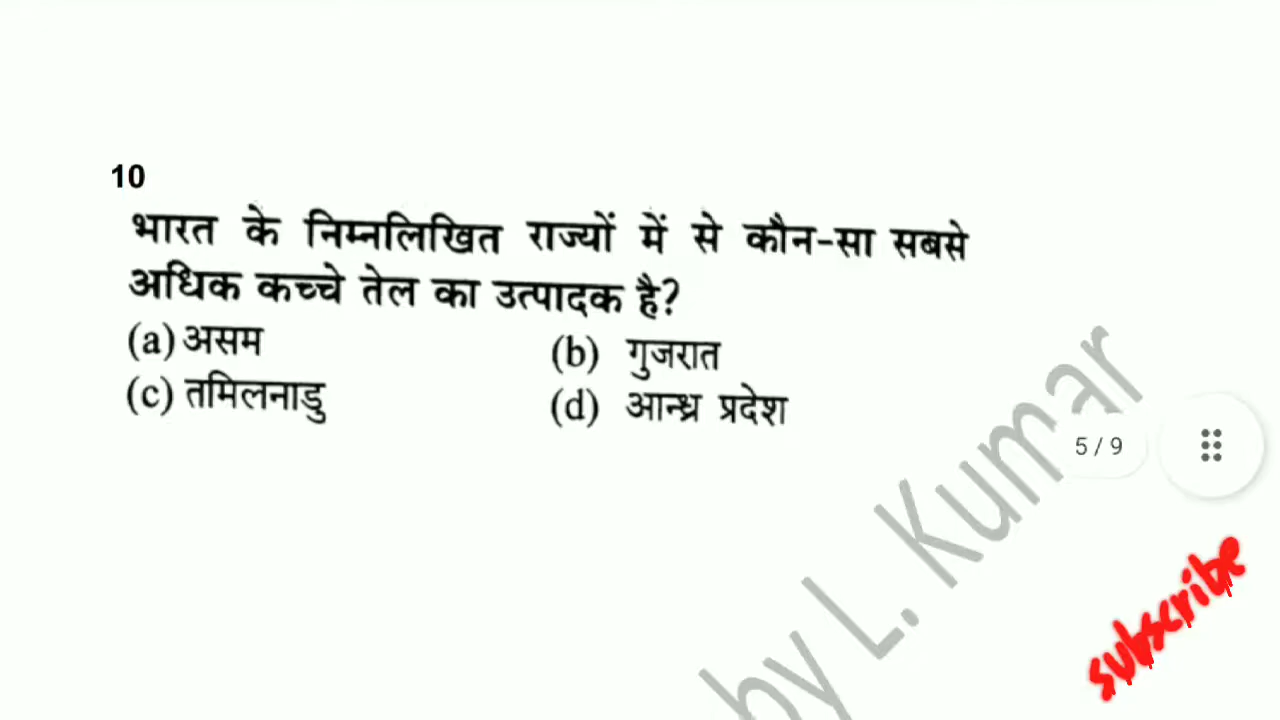 10
भारत के निम्नलिखित राज्यों में से कौन-सा सबसे
अधिक कच्चे तेल का उत्पादक है?
(a) असम (b) गुजरात
(c) तमिलनाडु (d) आन्ध्र प्रदेश
5 / 9
by L. Kumar
subscribe